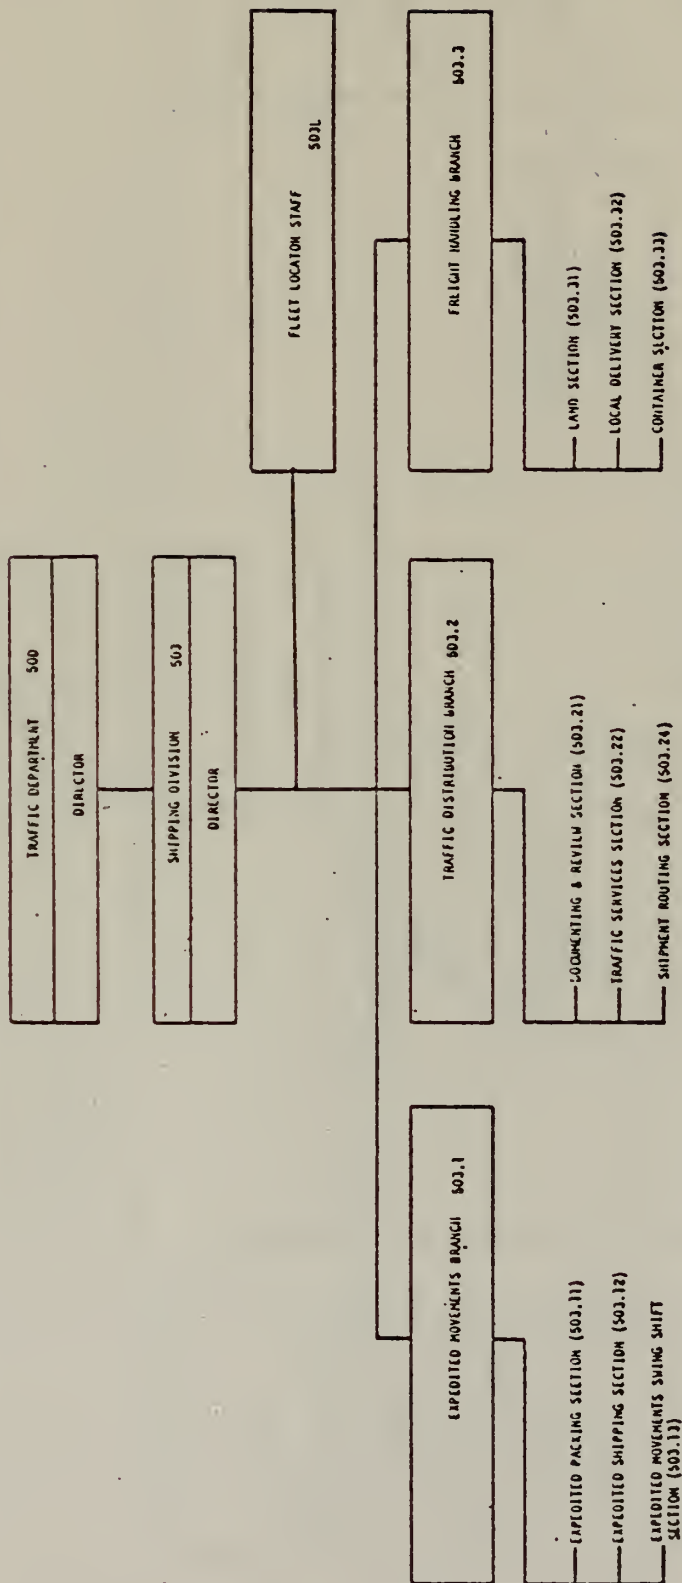 TRAFFIC DEPARTMENT 500
DIRECTOR
SHIPPING DIVISION 503
DIRECTOR
FLEET LOCATOR STAFF
503L
EXPEDITED MOVEMENTS BRANCH 503.1
EXPEDITED PACKING SECTION (503.11)
EXPEDITED SHIPPING SECTION (503.12)
EXPEDITED MOVEMENTS SWING SHIFT
SECTION (503.13)
TRAFFIC DISTRIBUTION BRANCH 503.2
DOCUMENTING & REVIEW SECTION (503.21)
TRAFFIC SERVICES SECTION (503.22)
SHIPMENT ROUTING SECTION (503.24)
FREIGHT HANDLING BRANCH 503.3
LAND SECTION (503.31)
LOCAL DELIVERY SECTION (503.32)
CONTAINER SECTION (503.33)